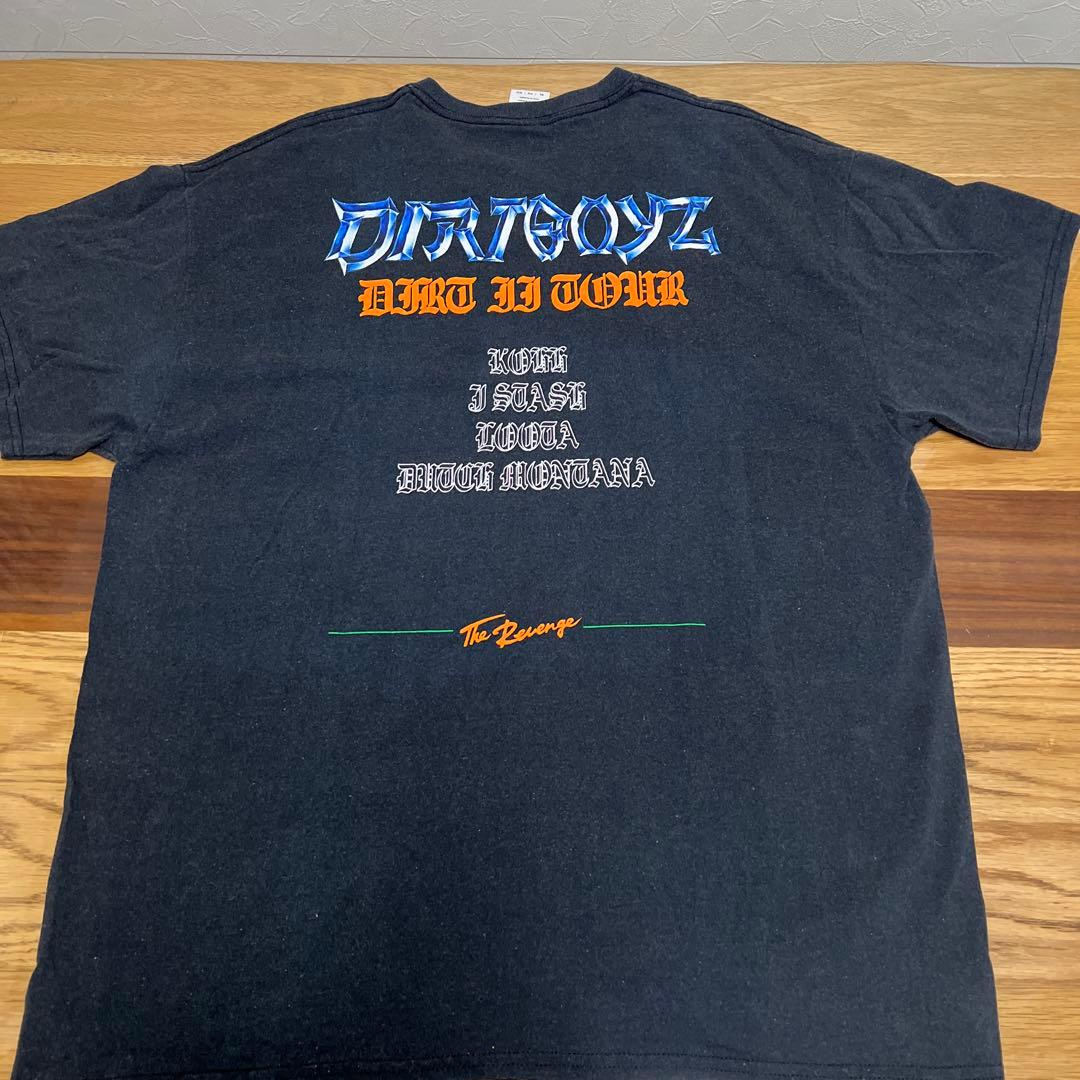 DIRTBOYZ
DIRT II TOUR
KOHH
J STASH
LOOTA
DUTCH MONTANA
The Revenge